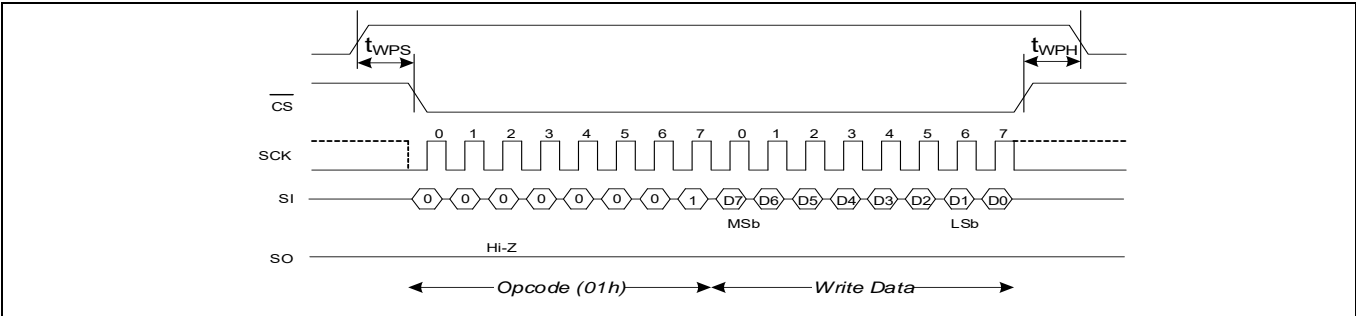 tWPS
tWPH
CS
0 1 2 3 4 5 6 7 0 1 2 3 4 5 6 7
SCK
SI 0 0 0 0 0 0 0 1 D7 D6 D5 D4 D3 D2 D1 D0
MSb LSb
Hi-Z
SO
Opcode (01h) Write Data